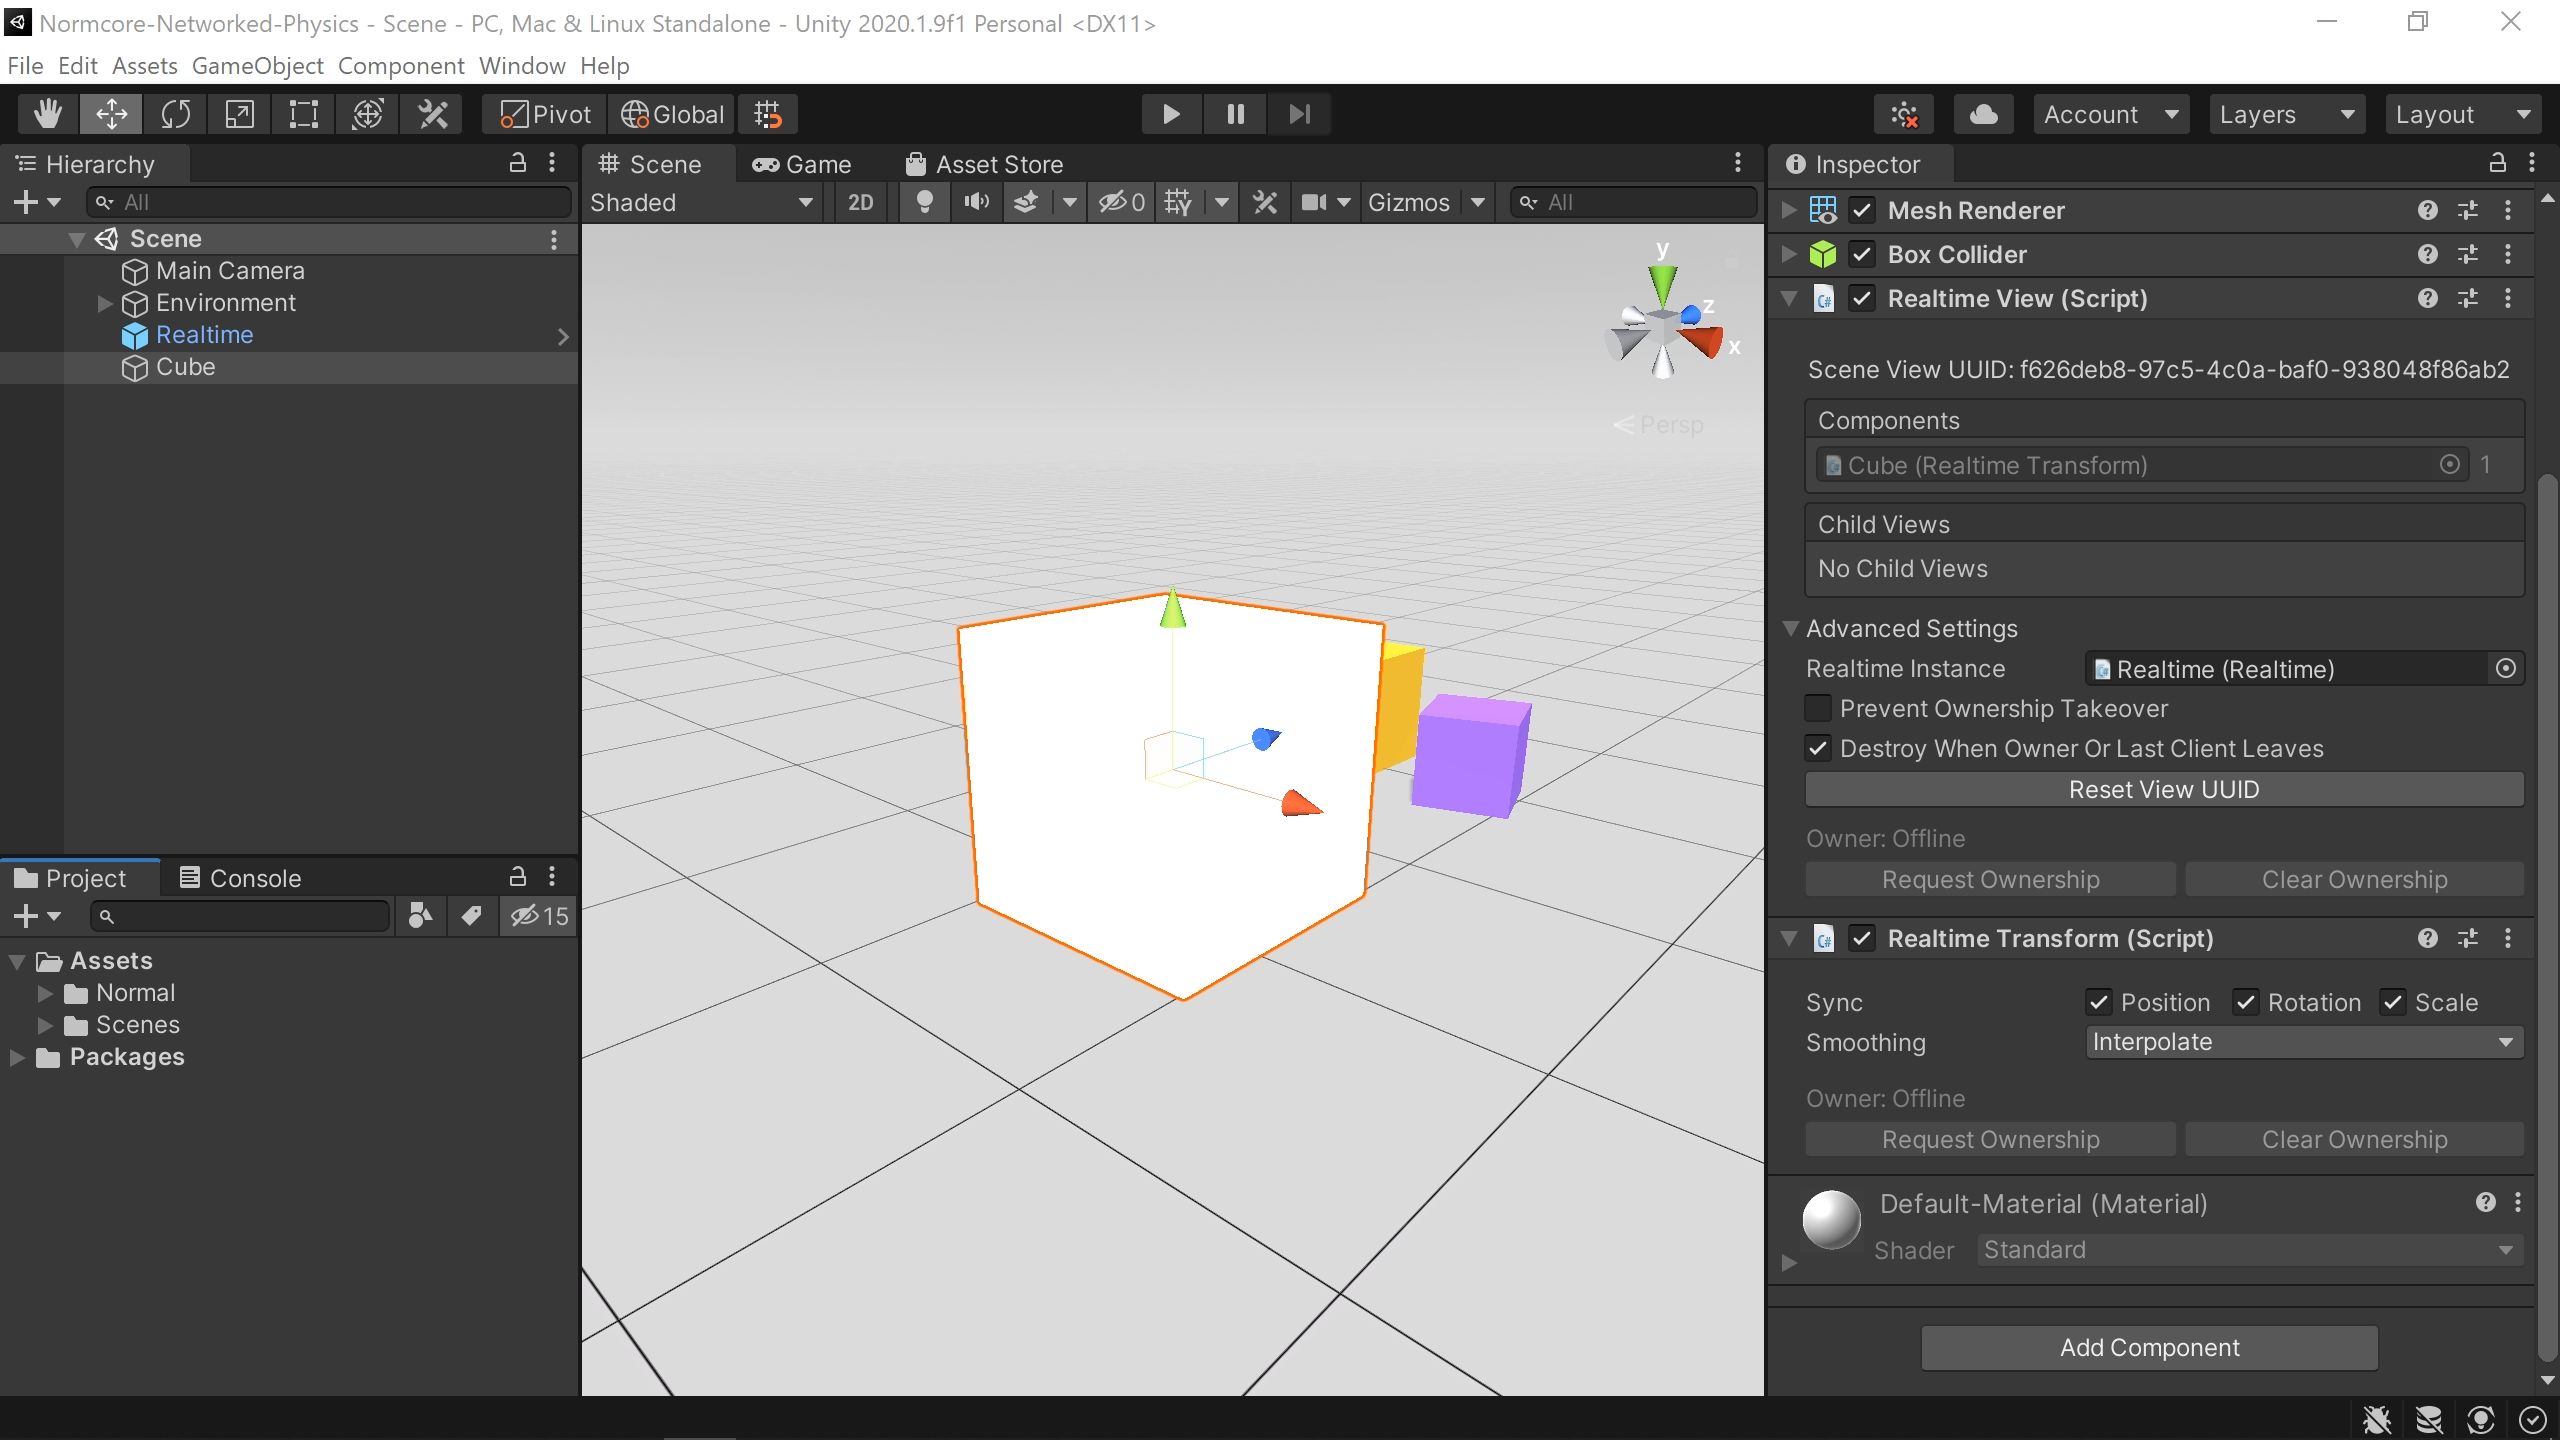 Normcore-Networked-Physics - Scene - PC, Mac & Linux Standalone - Unity 2020.1.9f1 Personal <DX11>
File Edit Assets GameObject Component Window Help
Pivot Global Account Layers Layout
Hierarchy
All
Scene
Main Camera
Environment
Realtime
Cube
Project Console
15
Assets
Normal
Scenes
Packages
Scene Game Asset Store
Shaded 2D 0 Gizmos All
y
z
x
Persp
Inspector
Mesh Renderer
Box Collider
Realtime View (Script)
Scene View UUID: f626deb8-97c5-4c0a-baf0-938048f86ab2
Components
Cube (Realtime Transform) 1
Child Views
No Child Views
Advanced Settings
Realtime Instance Realtime (Realtime)
Prevent Ownership Takeover
Destroy When Owner Or Last Client Leaves
Reset View UUID
Owner: Offline
Request Ownership Clear Ownership
Realtime Transform (Script)
Sync Position Rotation Scale
Smoothing Interpolate
Owner: Offline
Request Ownership Clear Ownership
Default-Material (Material)
Shader Standard
Add Component